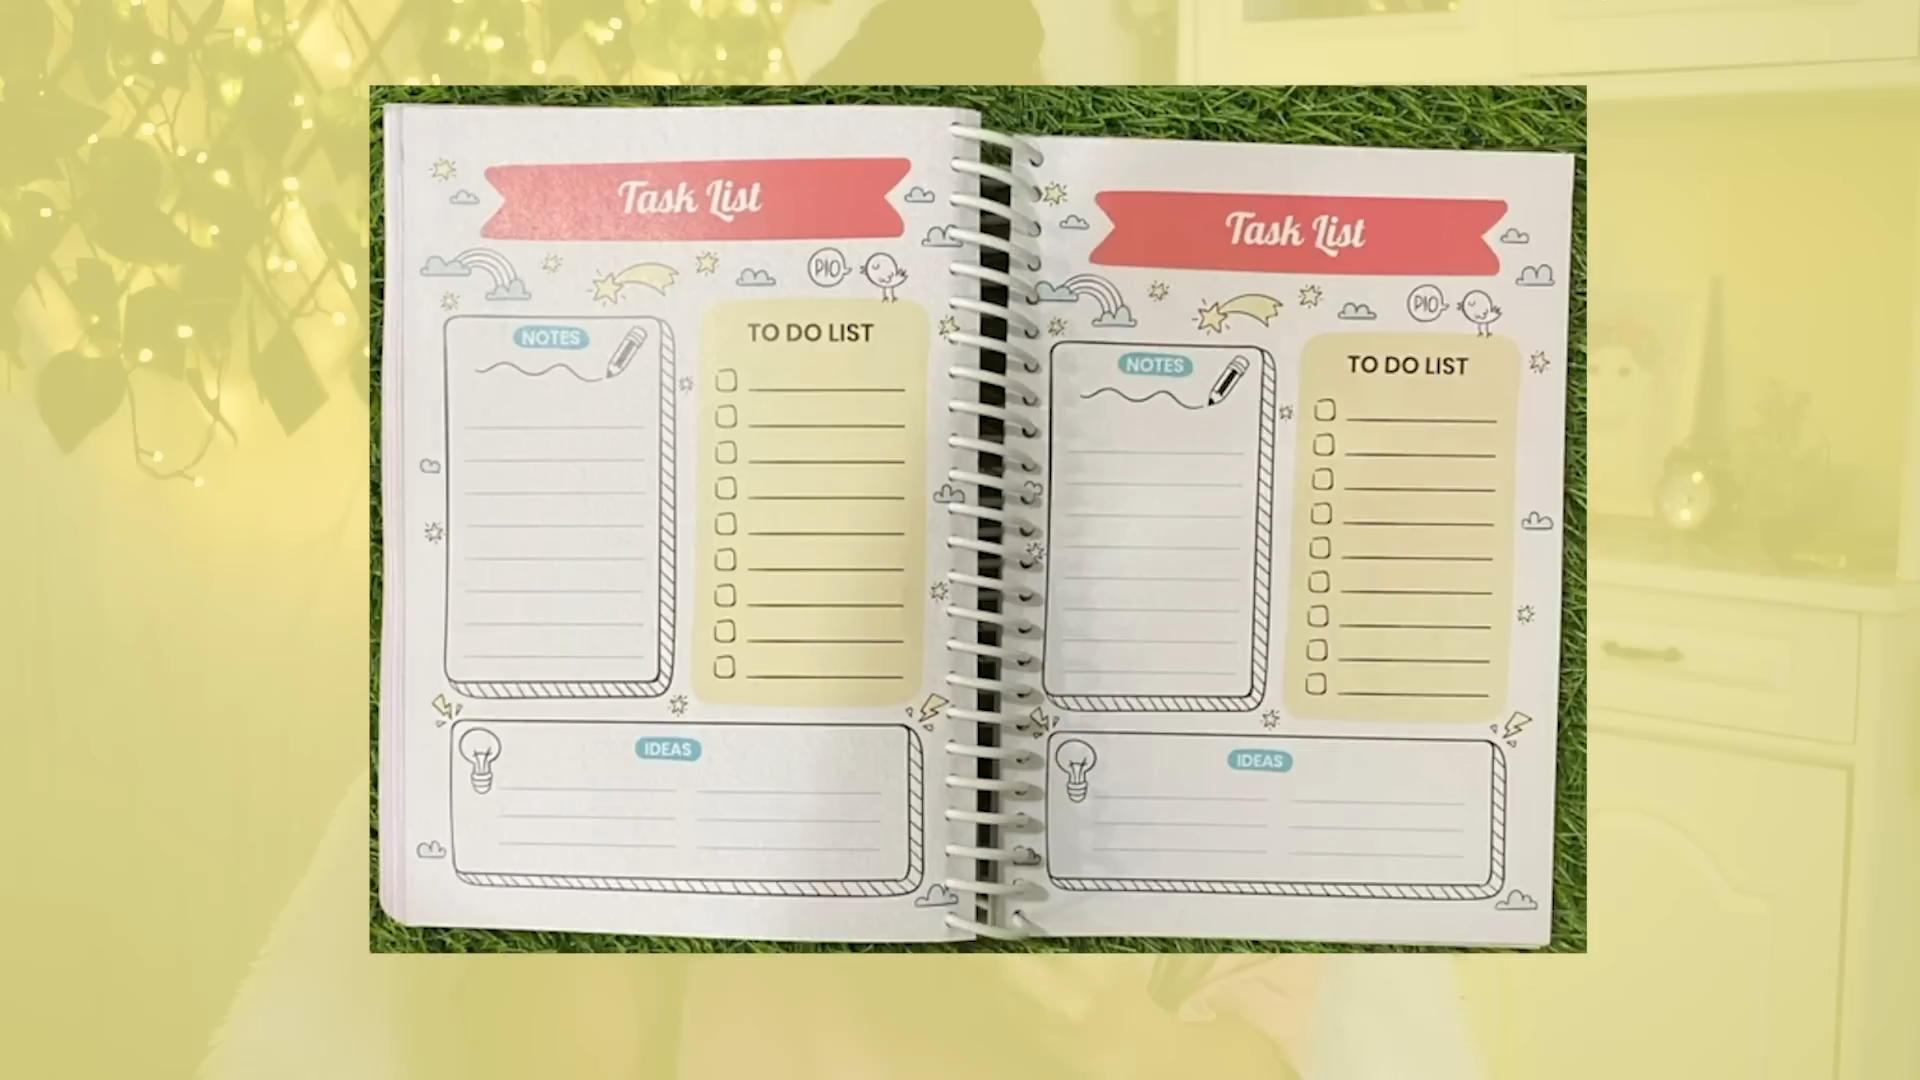 Task List
PIO
NOTES
TO DO LIST
IDEAS
Task List
PIO
NOTES
TO DO LIST
IDEAS